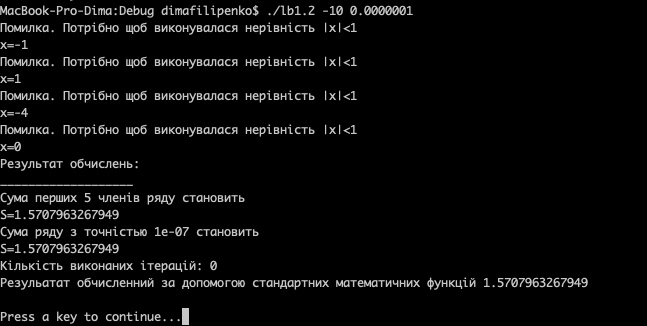 MacBook-Pro-Dima:Debug dimafilipenko$ ./lb1.2 -10 0.0000001
Помилка. Потрібно щоб виконувалася нерівність |x|<1
x=-1
Помилка. Потрібно щоб виконувалася нерівність |x|<1
x=1
Помилка. Потрібно щоб виконувалася нерівність |x|<1
x=-4
Помилка. Потрібно щоб виконувалася нерівність |x|<1
x=0
Результат обчислень:
___________________
Сума перших 5 членів ряду становить
S=1.5707963267949
Сума ряду з точністю 1e-07 становить
S=1.5707963267949
Кількість виконаних ітерацій: 0
Резульатат обчисленний за допомогою стандартних математичних функцій 1.5707963267949
Press a key to continue...